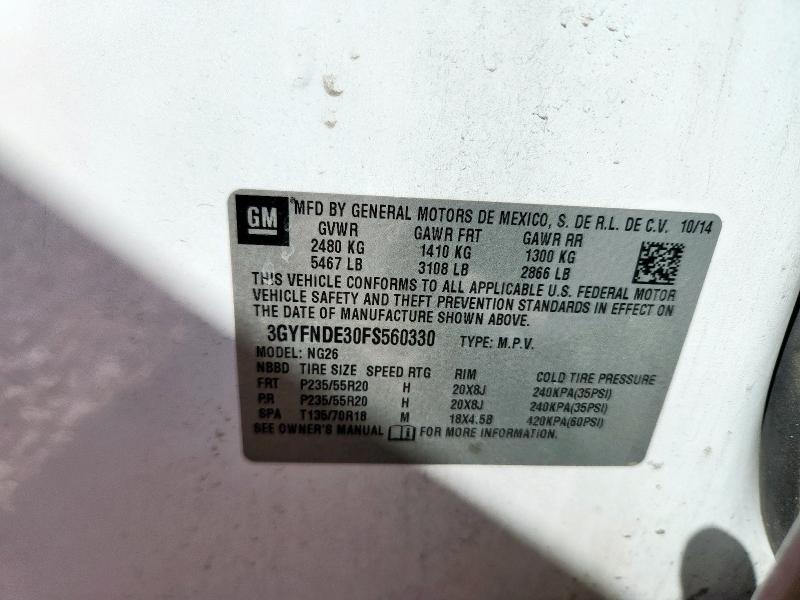 GM MFD BY GENERAL MOTORS DE MEXICO, S. DE R.L. DE C.V. 10/14
GVWR GAWR FRT GAWR RR
2480 KG 1410 KG 1300 KG
5467 LB 3108 LB 2866 LB
THIS VEHICLE CONFORMS TO ALL APPLICABLE U.S. FEDERAL MOTOR
VEHICLE SAFETY AND THEFT PREVENTION STANDARDS IN EFFECT ON
THE DATE OF MANUFACTURE SHOWN ABOVE.
3GYFNDE30FS560330 TYPE: M.P.V.
MODEL: NG26
NBBD TIRE SIZE SPEED RTG RIM COLD TIRE PRESSURE
FRT P235/55R20 H 20X8J 240KPA(35PSI)
RR P235/55R20 H 20X8J 240KPA(35PSI)
SPA T135/70R18 M 18X4.5B 420KPA(60PSI)
SEE OWNER'S MANUAL FOR MORE INFORMATION.